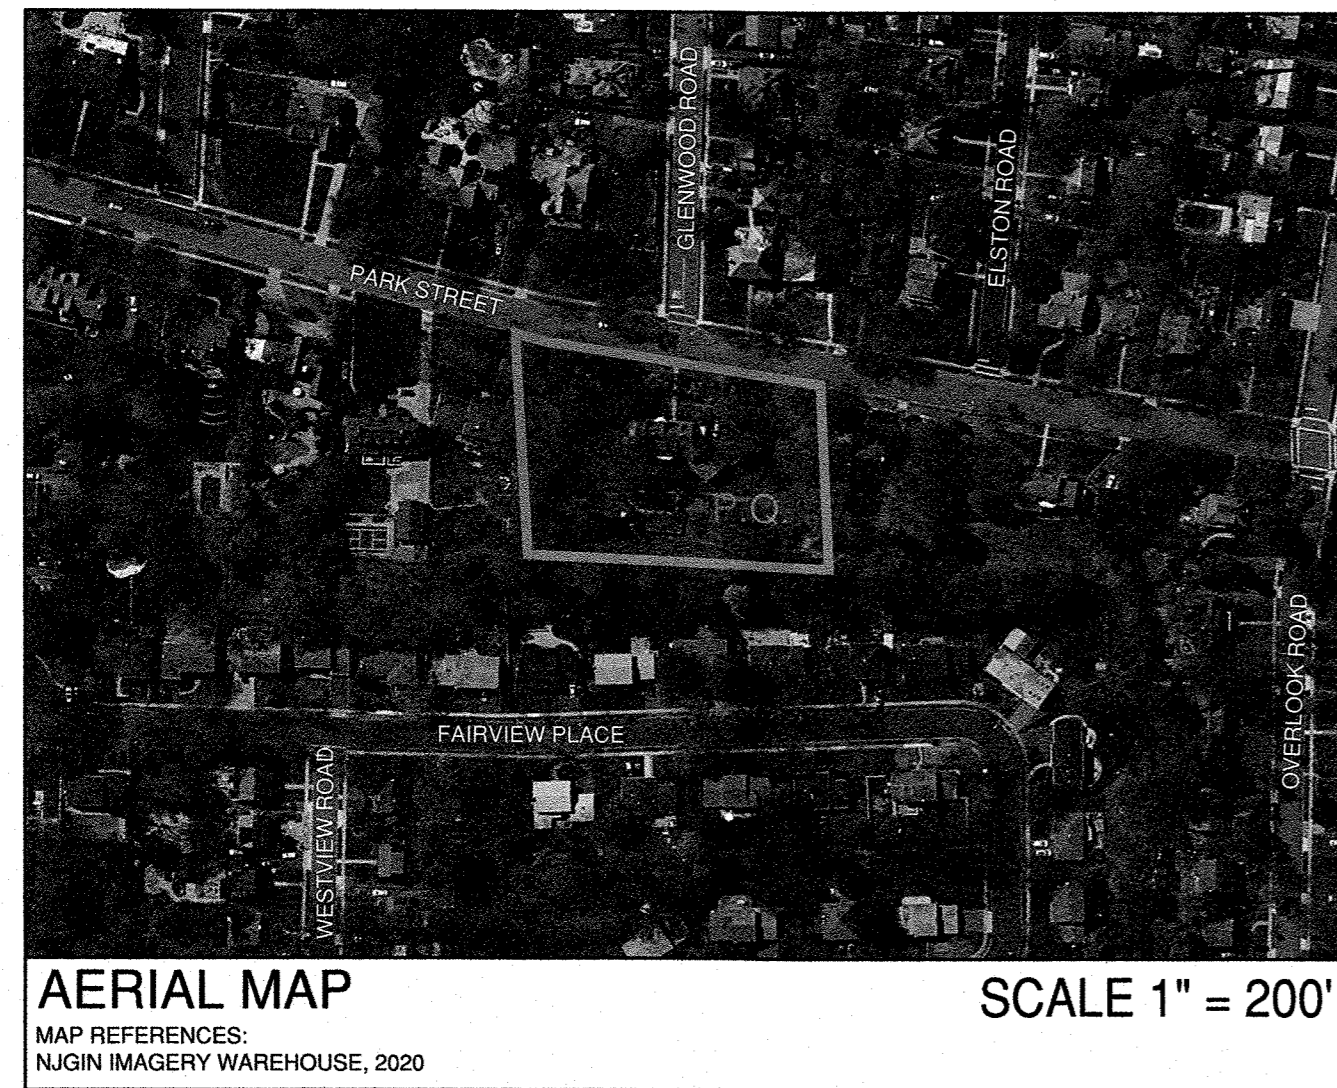 GLENWOOD ROAD
ELSTON ROAD
PARK STREET
P.Q
OVERLOOK ROAD
FAIRVIEW PLACE
WESTVIEW ROAD
AERIAL MAP
SCALE 1" = 200'
MAP REFERENCES:
NJGIN IMAGERY WAREHOUSE, 2020